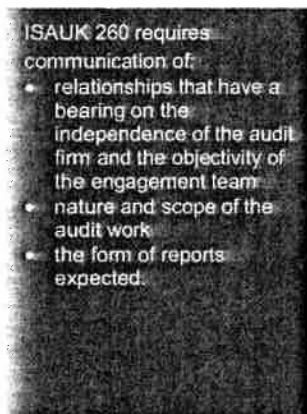 ISAUK 260 requires
communication of:
• relationships that have a
bearing on the
independence of the audit
firm and the objectivity of
the engagement team
• nature and scope of the
audit work
• the form of reports
expected.